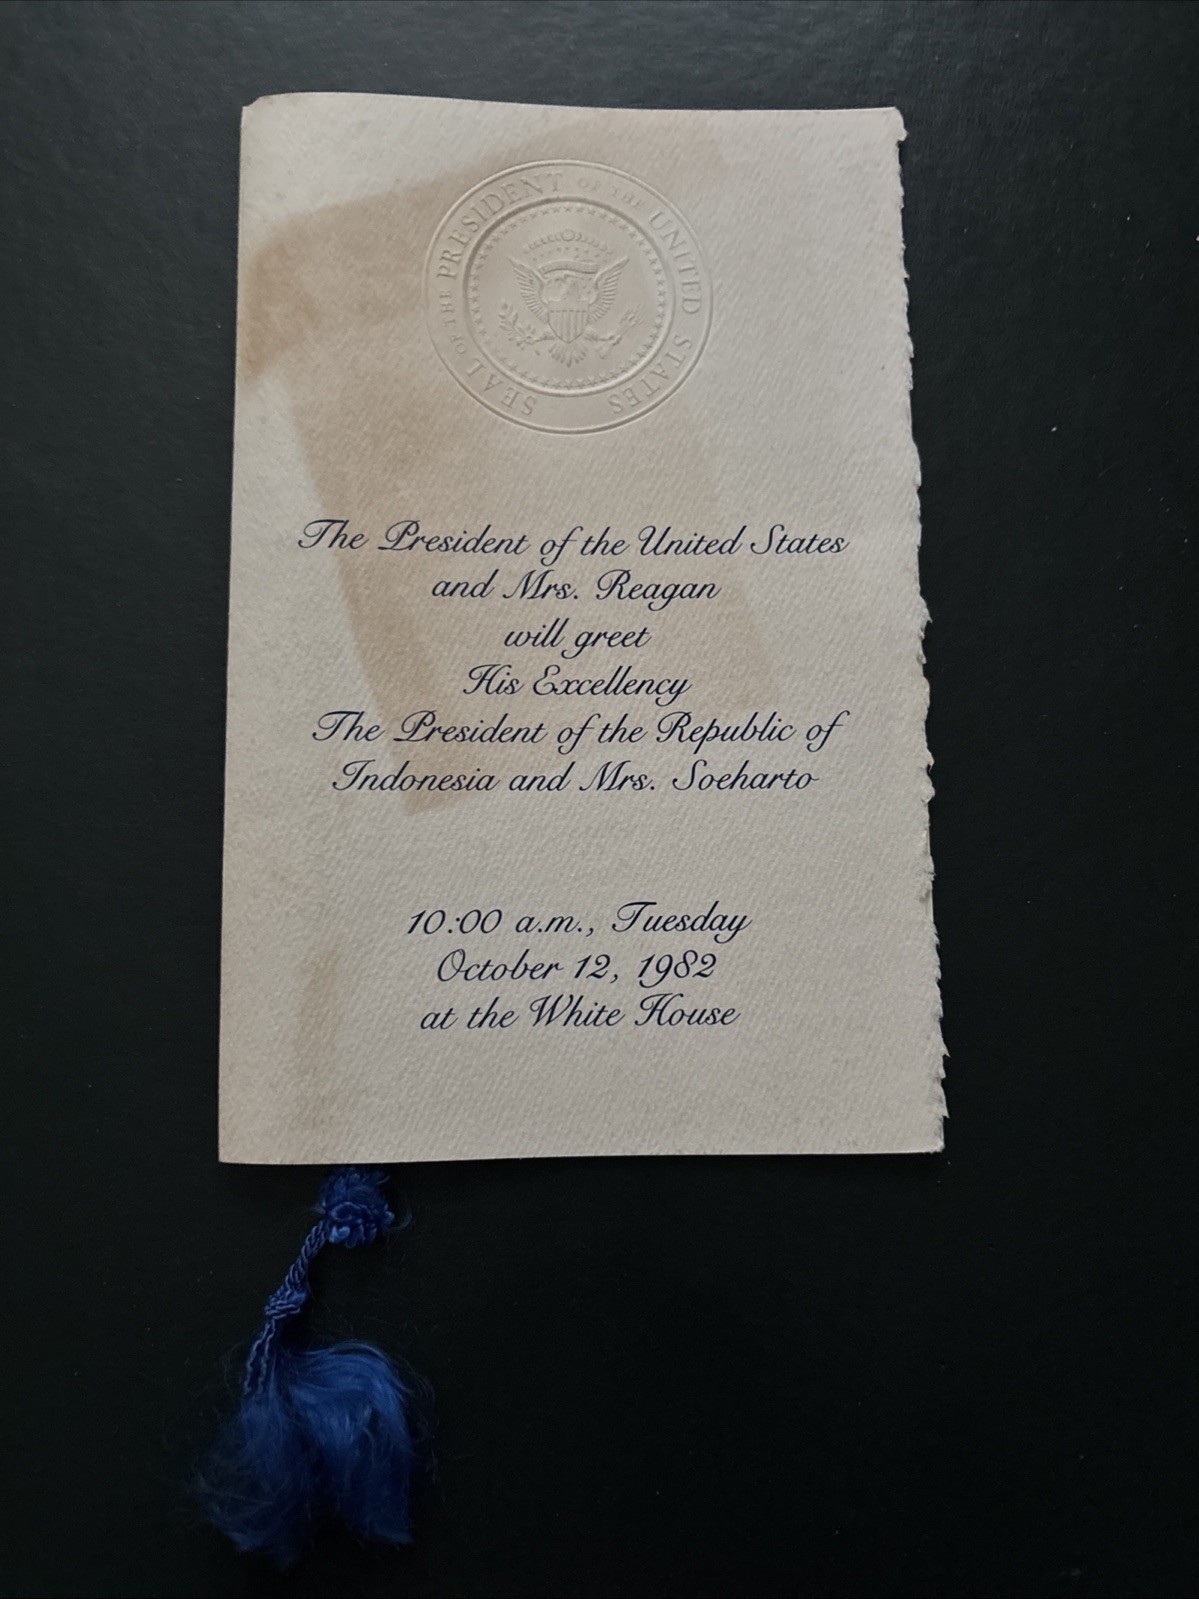 SEAL OF THE PRESIDENT OF THE UNITED STATES
The President of the United States
and Mrs. Reagan
will greet
His Excellency
The President of the Republic of
Indonesia and Mrs. Soeharto
10:00 a.m., Tuesday
October 12, 1982
at the White House